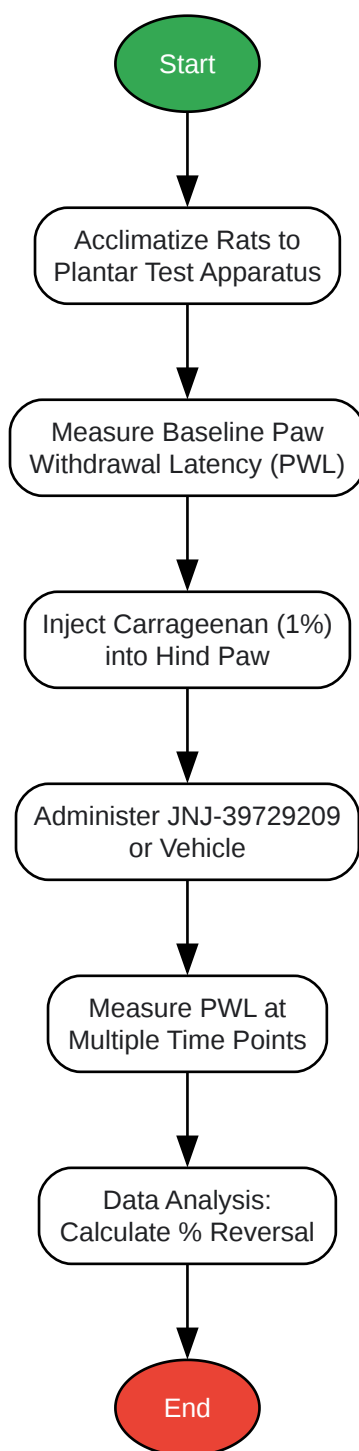 Start
Acclimatize Rats to
Plantar Test Apparatus
Measure Baseline Paw
Withdrawal Latency (PWL)
Inject Carrageenan (1%)
into Hind Paw
Administer JNJ-39729209
or Vehicle
Measure PWL at
Multiple Time Points
Data Analysis:
Calculate % Reversal
End